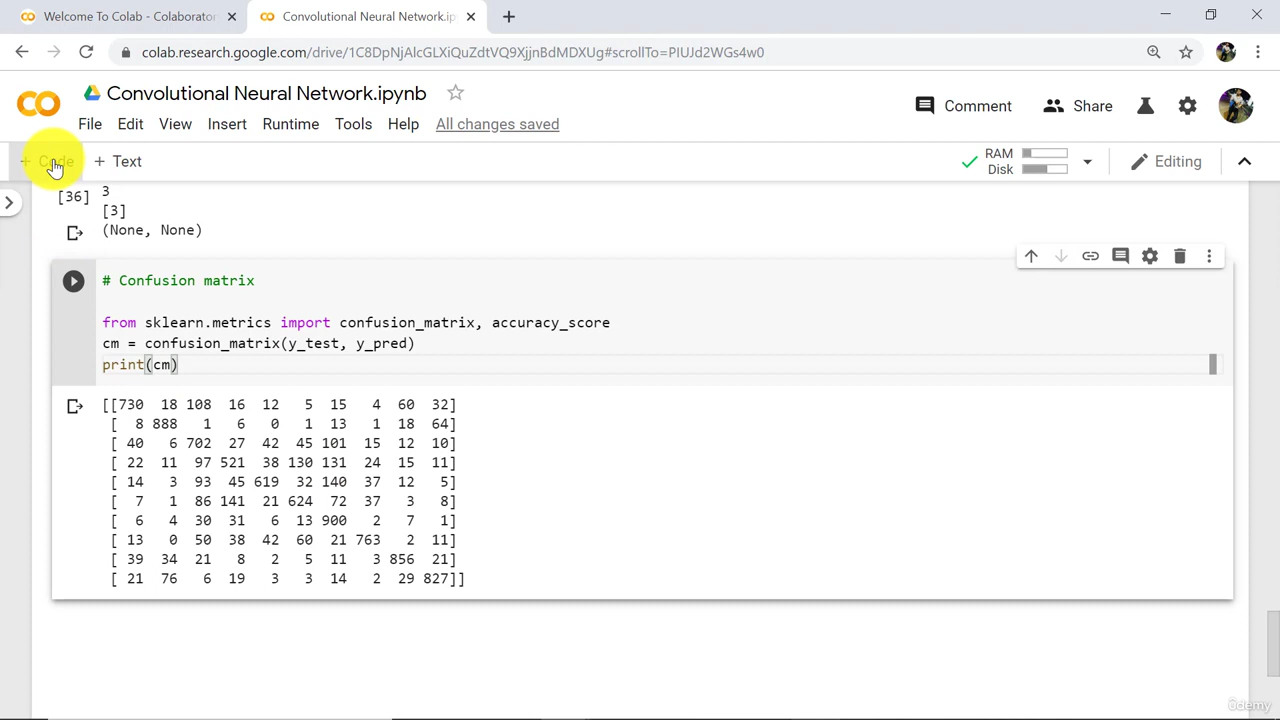 Welcome To Colab - Colaborator
Convolutional Neural Network.ip
colab.research.google.com/drive/1C8DpNjAlcGLXiQuZdtVQ9XjjnBdMDXUg#scrollTo=PlUJd2WGs4w0
Convolutional Neural Network.ipynb
Comment
Share
File Edit View Insert Runtime Tools Help All changes saved
+ Code + Text
RAM
Disk
Editing
[36]
3
[3]
(None, None)
# Confusion matrix
from sklearn.metrics import confusion_matrix, accuracy_score
cm = confusion_matrix(y_test, y_pred)
print(cm)
[[730 18 108 16 12 5 15 4 60 32]
[ 8 888 1 6 0 1 13 1 18 64]
[ 40 6 702 27 42 45 101 15 12 10]
[ 22 11 97 521 38 130 131 24 15 11]
[ 14 3 93 45 619 32 140 37 12 5]
[ 7 1 86 141 21 624 72 37 3 8]
[ 6 4 30 31 6 13 900 2 7 1]
[ 13 0 50 38 42 60 21 763 2 11]
[ 39 34 21 8 2 5 11 3 856 21]
[ 21 76 6 19 3 3 14 2 29 827]]
ûdemy